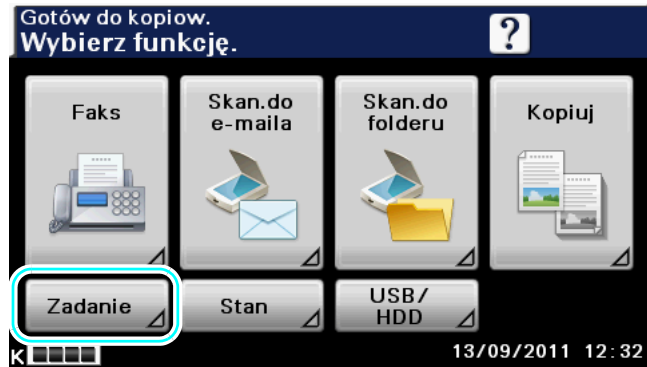 Gotów do kopiow.
Wybierz funkcję.
?
Faks
Skan.do
e-maila
Skan.do
folderu
Kopiuj
Zadanie
Stan
USB/
HDD
K
13/09/2011 12:32